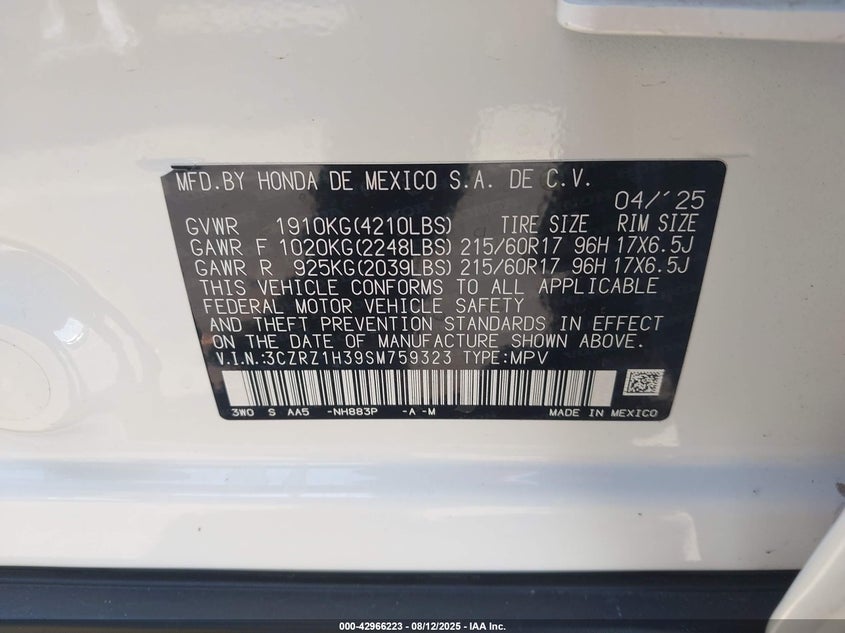 MFD.BY HONDA DE MEXICO S.A. DE C.V.
04/'25
GVWR 1910KG(4210LBS) TIRE SIZE RIM SIZE
GAWR F 1020KG(2248LBS) 215/60R17 96H 17X6.5J
GAWR R 925KG(2039LBS) 215/60R17 96H 17X6.5J
THIS VEHICLE CONFORMS TO ALL APPLICABLE
FEDERAL MOTOR VEHICLE SAFETY
AND THEFT PREVENTION STANDARDS IN EFFECT
ON THE DATE OF MANUFACTURE SHOWN ABOVE.
V.I.N.:3CZRZ1H39SM759323 TYPE:MPV
3W0 S AA5 -NH883P -A -M MADE IN MEXICO
000-42966223 - 08/12/2025 - IAA Inc.